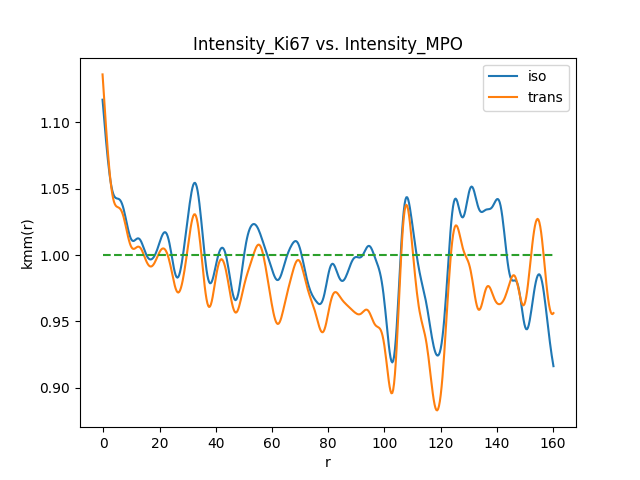 Intensity_Ki67 vs. Intensity_MPO
iso
trans
1.10
1.05
1.00
0.95
0.90
kmm(r)
0 20 40 60 80 100 120 140 160
r